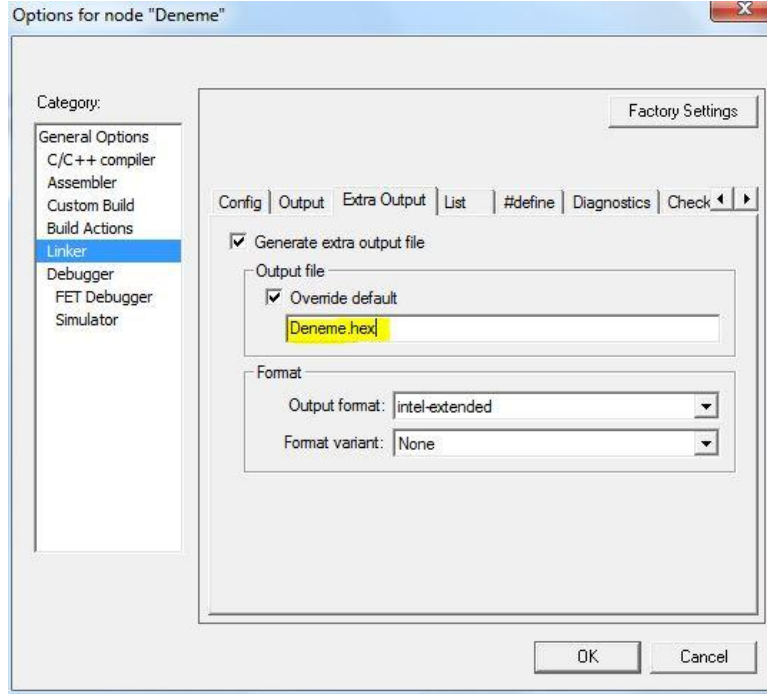 Options for node "Deneme"
Category:
General Options
C/C++ compiler
Assembler
Custom Build
Build Actions
Linker
Debugger
FET Debugger
Simulator
Factory Settings
Config
Output
Extra Output
List
#define
Diagnostics
Check
Generate extra output file
Output file
Override default
Deneme.hex
Format
Output format: intel-extended
Format variant: None
OK
Cancel